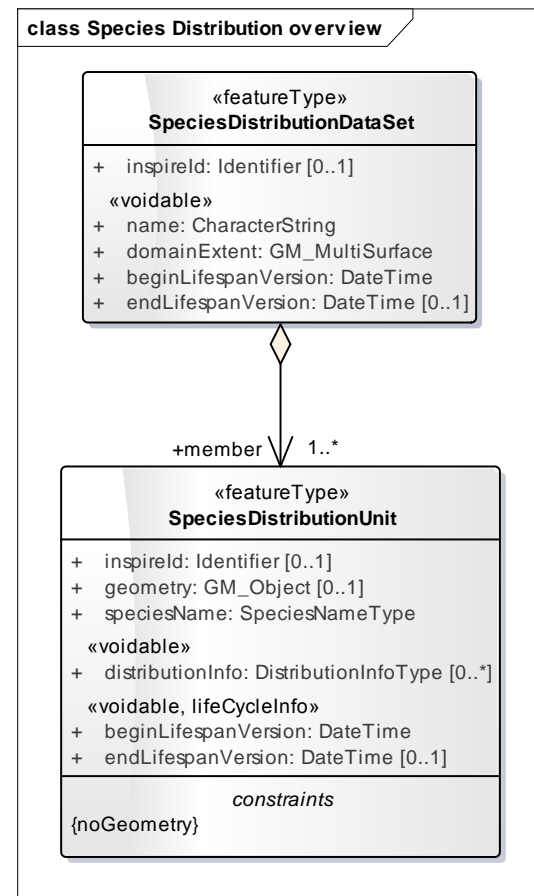 class Species Distribution overview
«featureType»
SpeciesDistributionDataSet
+ inspireId: Identifier [0..1]
«voidable»
+ name: CharacterString
+ domainExtent: GM_MultiSurface
+ beginLifespanVersion: DateTime
+ endLifespanVersion: DateTime [0..1]
+member 1..*
«featureType»
SpeciesDistributionUnit
+ inspireId: Identifier [0..1]
+ geometry: GM_Object [0..1]
+ speciesName: SpeciesNameType
«voidable»
+ distributionInfo: DistributionInfoType [0..*]
«voidable, lifeCycleInfo»
+ beginLifespanVersion: DateTime
+ endLifespanVersion: DateTime [0..1]
constraints
{noGeometry}